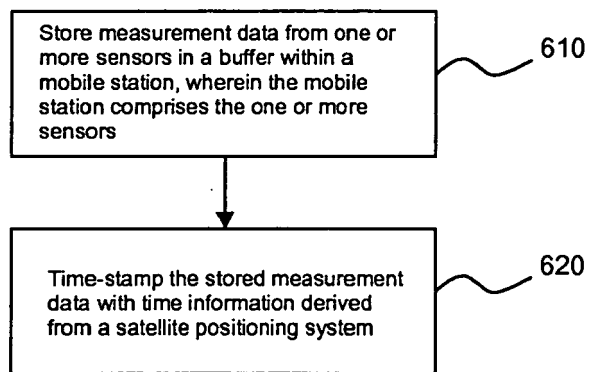 Store measurement data from one or
more sensors in a buffer within a
mobile station, wherein the mobile
station comprises the one or more
sensors
610
Time-stamp the stored measurement
data with time information derived
from a satellite positioning system
620